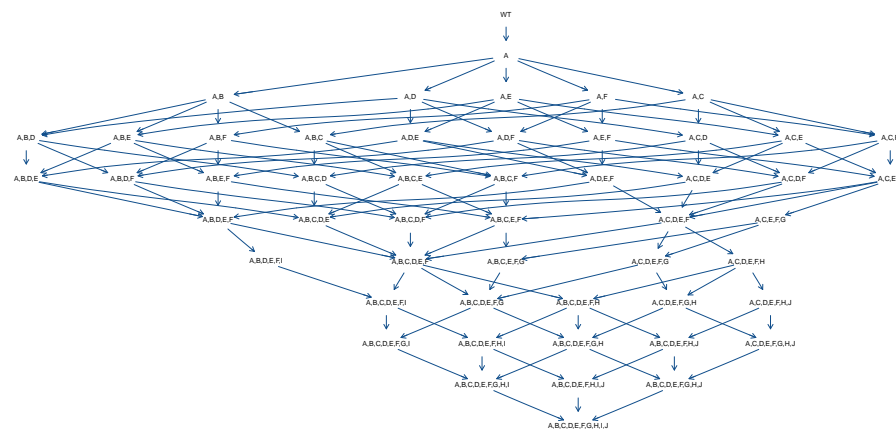 WT
A
A,B A,D A,E A,F A,C
A,B,D A,B,E A,B,F A,B,C A,D,E A,D,F A,E,F A,C,D A,C,E
A,B,D,E A,B,D,F A,B,E,F A,B,C,D A,B,C,E A,B,C,F A,D,E,F A,C,D,E A,C,D,F
A,B,D,E,F A,B,C,D,E A,B,C,D,F A,B,C,E,F A,C,D,E,F A,C,E,F,G
A,B,D,E,F,I A,B,C,D,E,F A,B,C,E,F,G A,C,D,E,F,G A,C,D,E,F,H
A,B,C,D,E,F,I A,B,C,D,E,F,G A,B,C,D,E,F,H A,C,D,E,F,G,H A,C,D,E,F,H,J
A,B,C,D,E,F,G,I A,B,C,D,E,F,H,I A,B,C,D,E,F,G,H A,B,C,D,E,F,H,J A,C,D,E,F,G,H,J
A,B,C,D,E,F,G,H,I A,B,C,D,E,F,H,I,J A,B,C,D,E,F,G,H,J
A,B,C,D,E,F,G,H,I,J